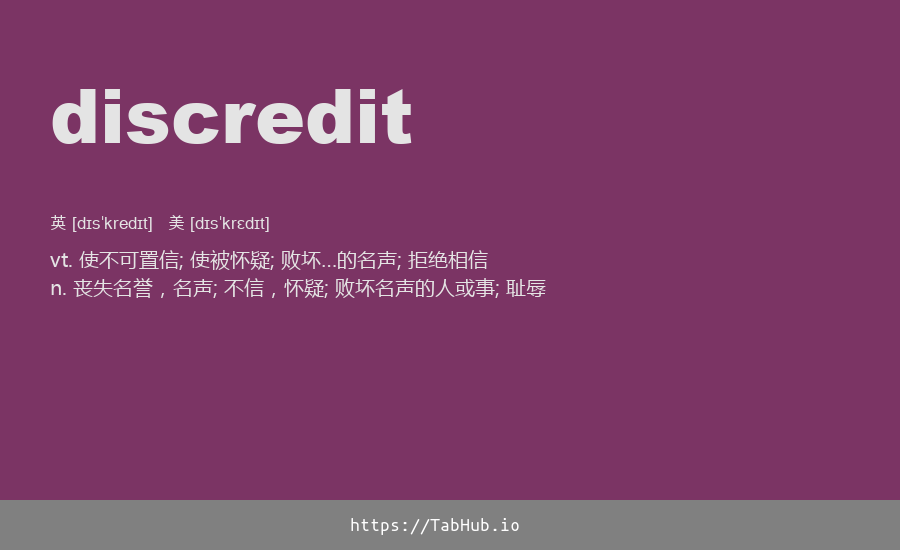 discredit
英 [dɪsˈkredɪt] 美 [dɪsˈkrɛdɪt]
vt. 使不可置信; 使被怀疑; 败坏...的名声; 拒绝相信
n. 丧失名誉，名声; 不信，怀疑; 败坏名声的人或事; 耻辱
https://TabHub.io